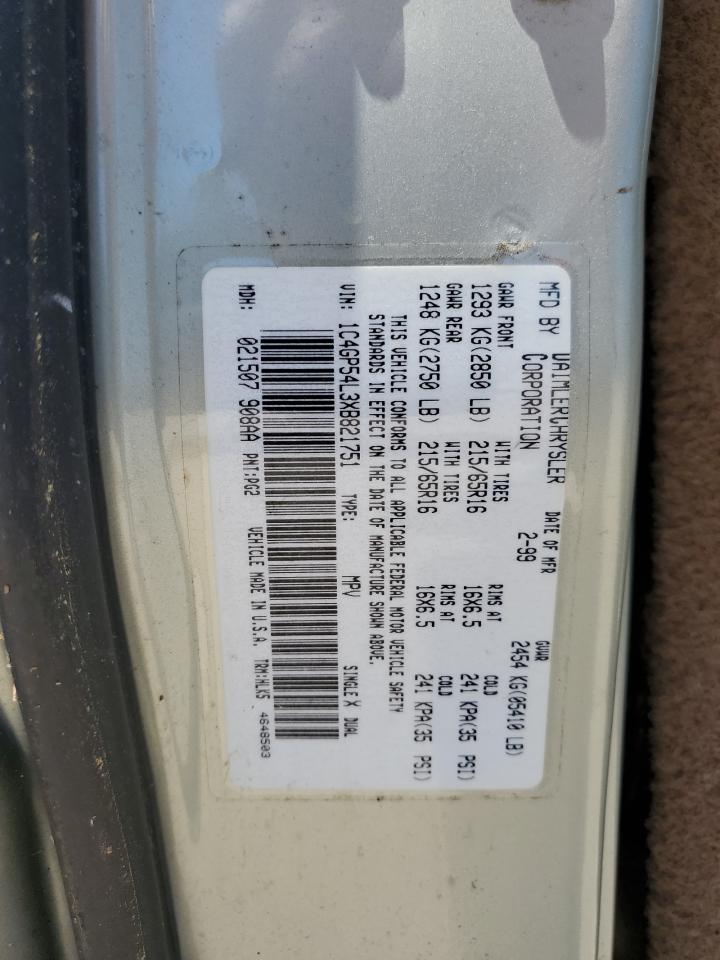 MFD BY DAIMLERCHRYSLER CORPORATION DATE OF MFR 2-99 GVWR 2454 KG(05410 LB)
GAWR FRONT WITH TIRES RIMS AT COLD
1293 KG(2850 LB) 215/65R16 16X6.5 241 KPA(35 PSI)
GAWR REAR WITH TIRES RIMS AT COLD
1248 KG(2750 LB) 215/65R16 16X6.5 241 KPA(35 PSI)
THIS VEHICLE CONFORMS TO ALL APPLICABLE FEDERAL MOTOR VEHICLE SAFETY
STANDARDS IN EFFECT ON THE DATE OF MANUFACTURE SHOWN ABOVE.
VIN: 1C4GP54L3XB821751 TYPE: MPV SINGLE X DUAL
MDH: 021507 908AA PNT:PG2 VEHICLE MADE IN U.S.A. TRM:HLK5 4648503